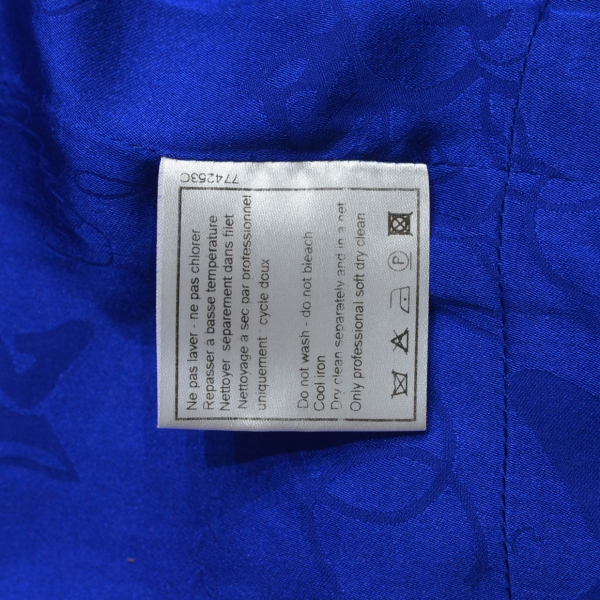 774253C
Ne pas laver - ne pas chlorer
Repasser à basse temperature
Nettoyer separement dans filet
Nettoyage a sec par professionnel
uniquement : cycle doux
Do not wash - do not bleach
Cool iron
Dry clean separately and in a net
Only professional soft dry clean
P